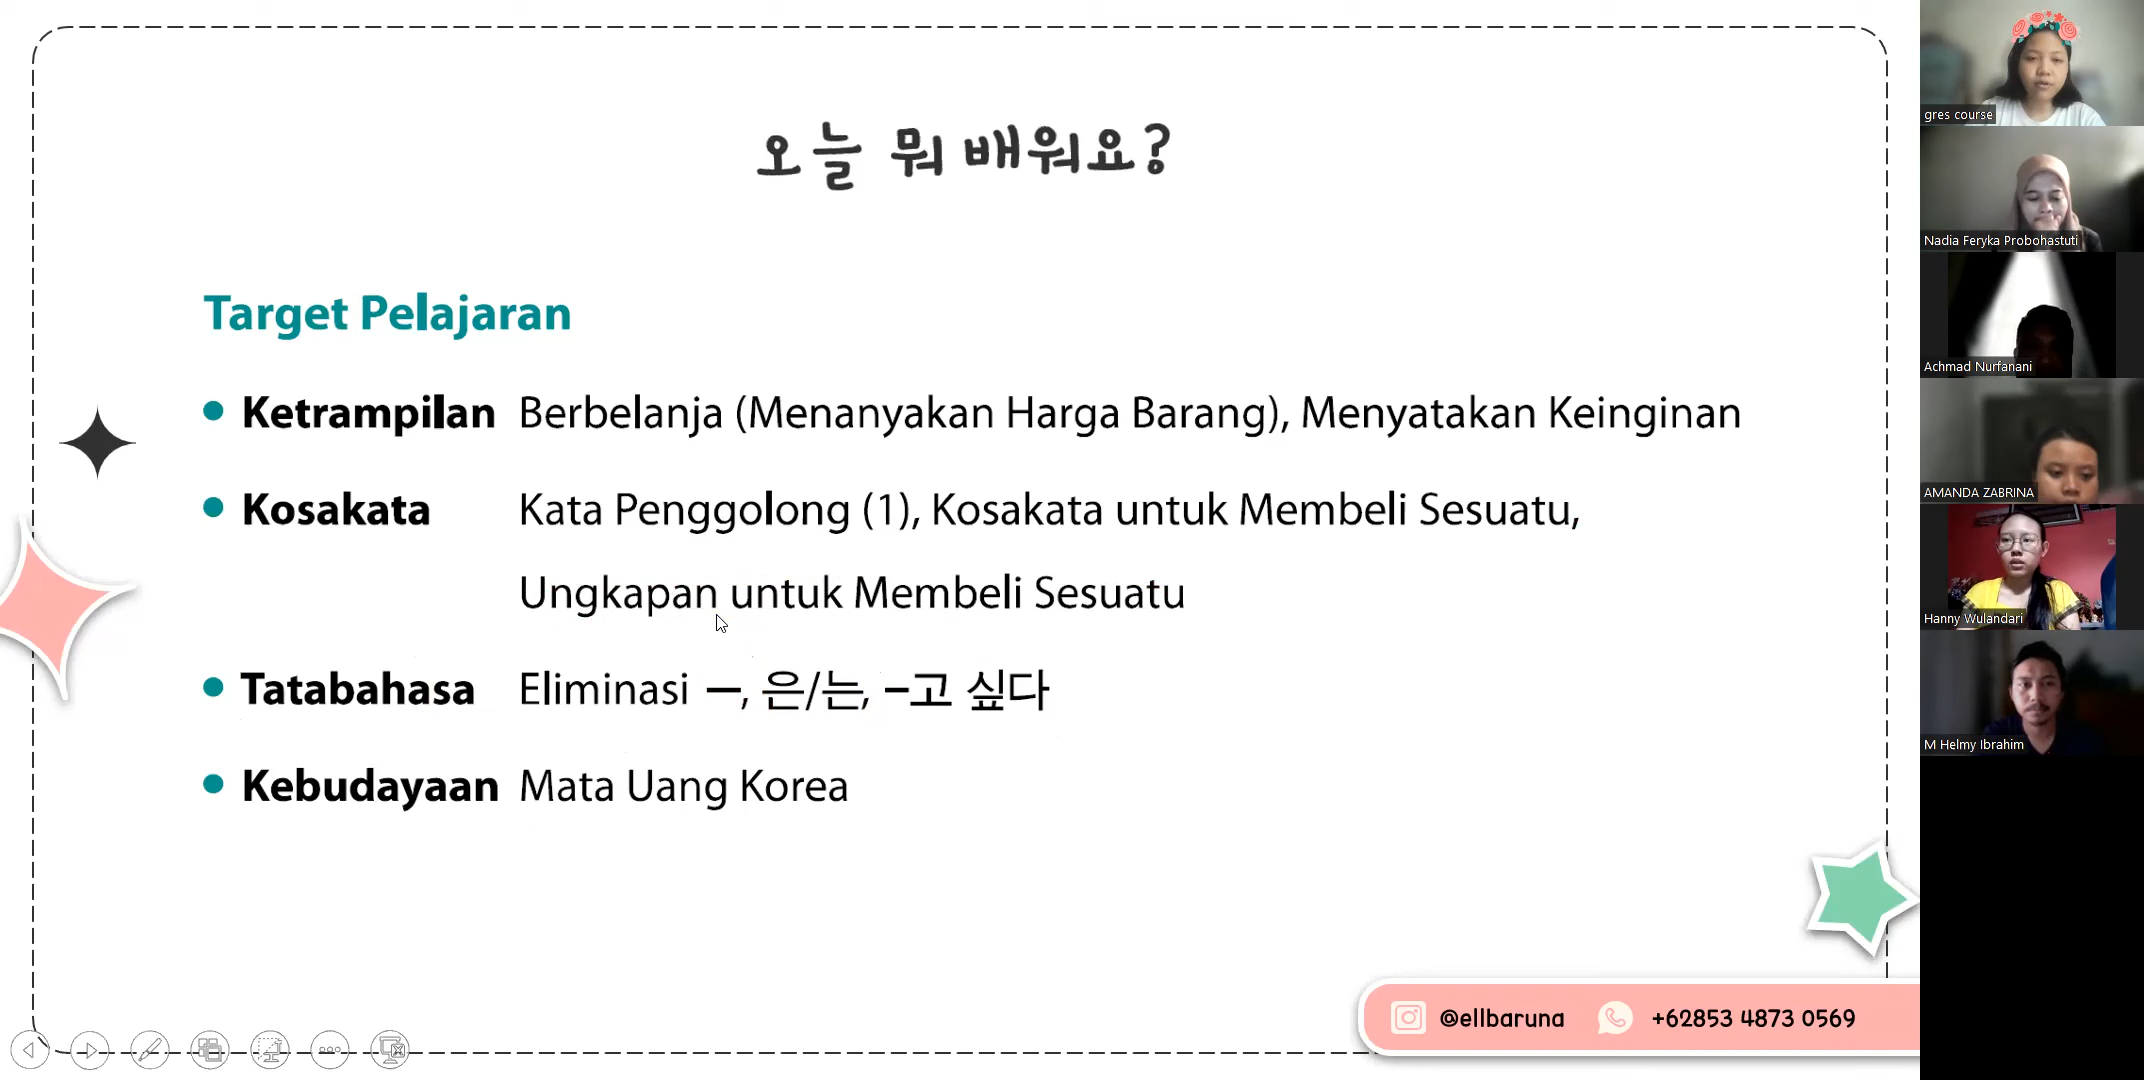 오늘 뭐 배워요?
Target Pelajaran
Ketrampilan Berbelanja (Menanyakan Harga Barang), Menyatakan Keinginan
Kosakata Kata Penggolong (1), Kosakata untuk Membeli Sesuatu,
Ungkapan untuk Membeli Sesuatu
Tatabahasa Eliminasi ㅡ, 은/는, -고 싶다
Kebudayaan Mata Uang Korea
@ellbaruna +62853 4873 0569
gres course
Nadia Feryka Probohastuti
Achmad Nurfanani
AMANDA ZABRINA
Hanny Wulandari
M Helmy Ibrahim